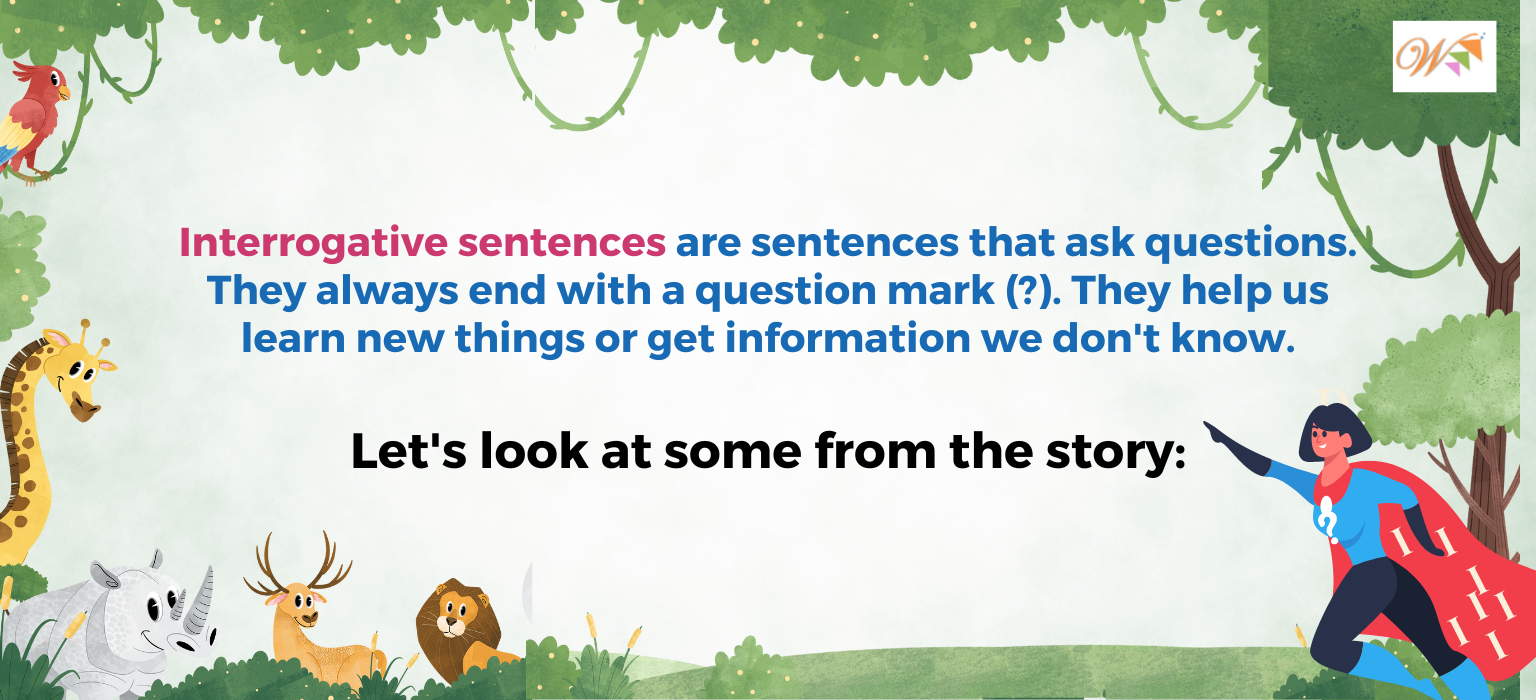 W
Interrogative sentences are sentences that ask questions.
They always end with a question mark (?). They help us
learn new things or get information we don't know.
Let's look at some from the story:
?
I I
I
I I
I I